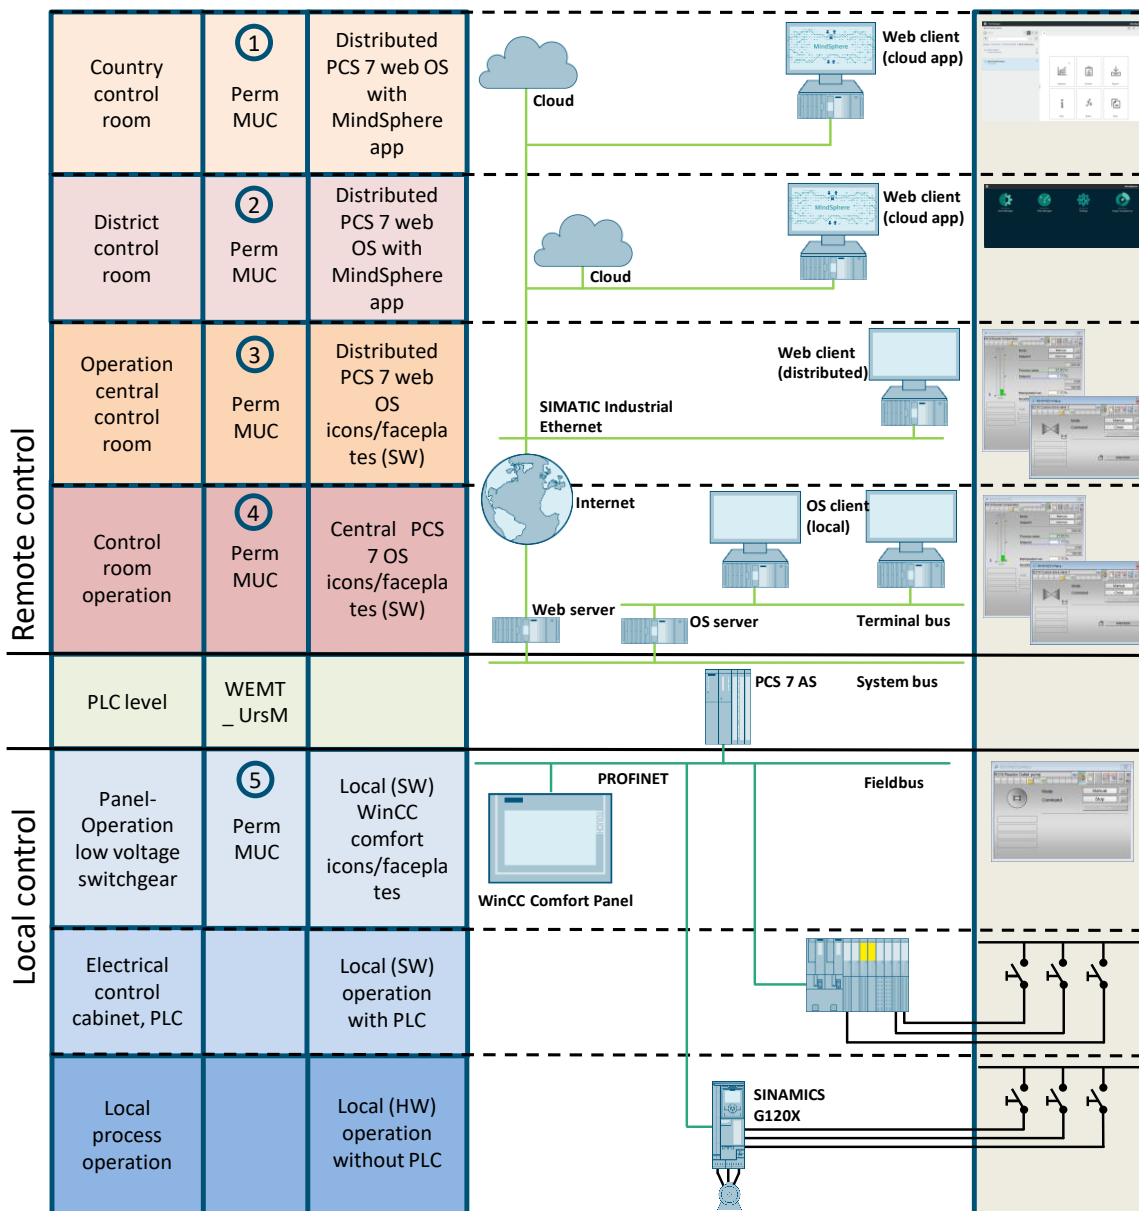 Remote control
Local control
Country
control
room
1
Perm
MUC
Distributed
PCS 7 web OS
with
MindSphere
app
Cloud
MindSphere
Web client
(cloud app)
District
control
room
2
Perm
MUC
Distributed
PCS 7 web
OS with
MindSphere
app
Cloud
MindSphere
Web client
(cloud app)
Operation
central
control
room
3
Perm
MUC
Distributed
PCS 7 web
OS
icons/facepla
tes (SW)
Web client
(distributed)
SIMATIC Industrial
Ethernet
Internet
Control
room
operation
4
Perm
MUC
Central PCS
7 OS
icons/facepla
tes (SW)
OS client
(local)
Web server
OS server
Terminal bus
PLC level
WEMT
_ UrsM
PCS 7 AS
System bus
Panel-
Operation
low voltage
switchgear
5
Perm
MUC
Local (SW)
WinCC
comfort
icons/facepla
tes
PROFINET
Fieldbus
TOUCH
WinCC Comfort Panel
Manual
Stop
Electrical
control
cabinet, PLC
Local (SW)
operation
with PLC
Local
process
operation
Local (HW)
operation
without PLC
SINAMICS
G120X